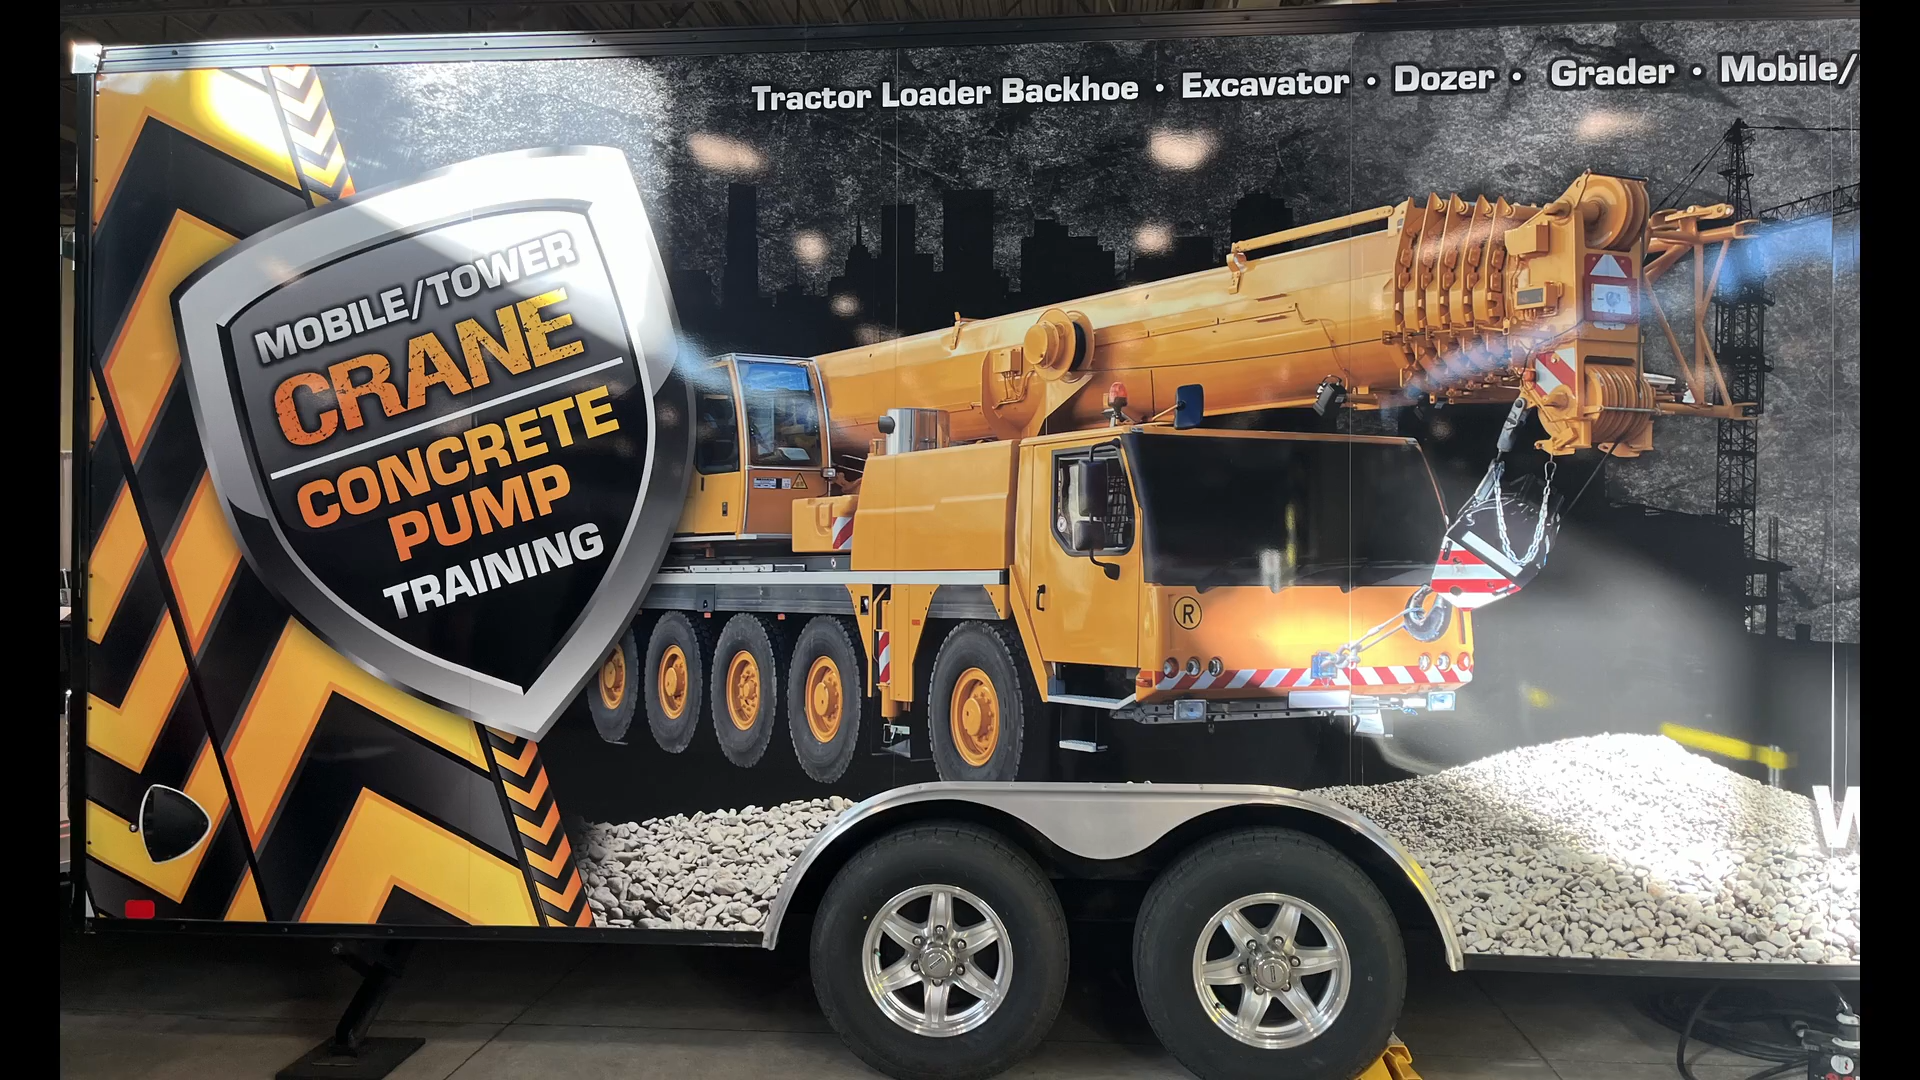 Tractor Loader Backhoe • Excavator • Dozer • Grader • Mobile/
MOBILE/TOWER
CRANE
CONCRETE
PUMP
TRAINING
R
W